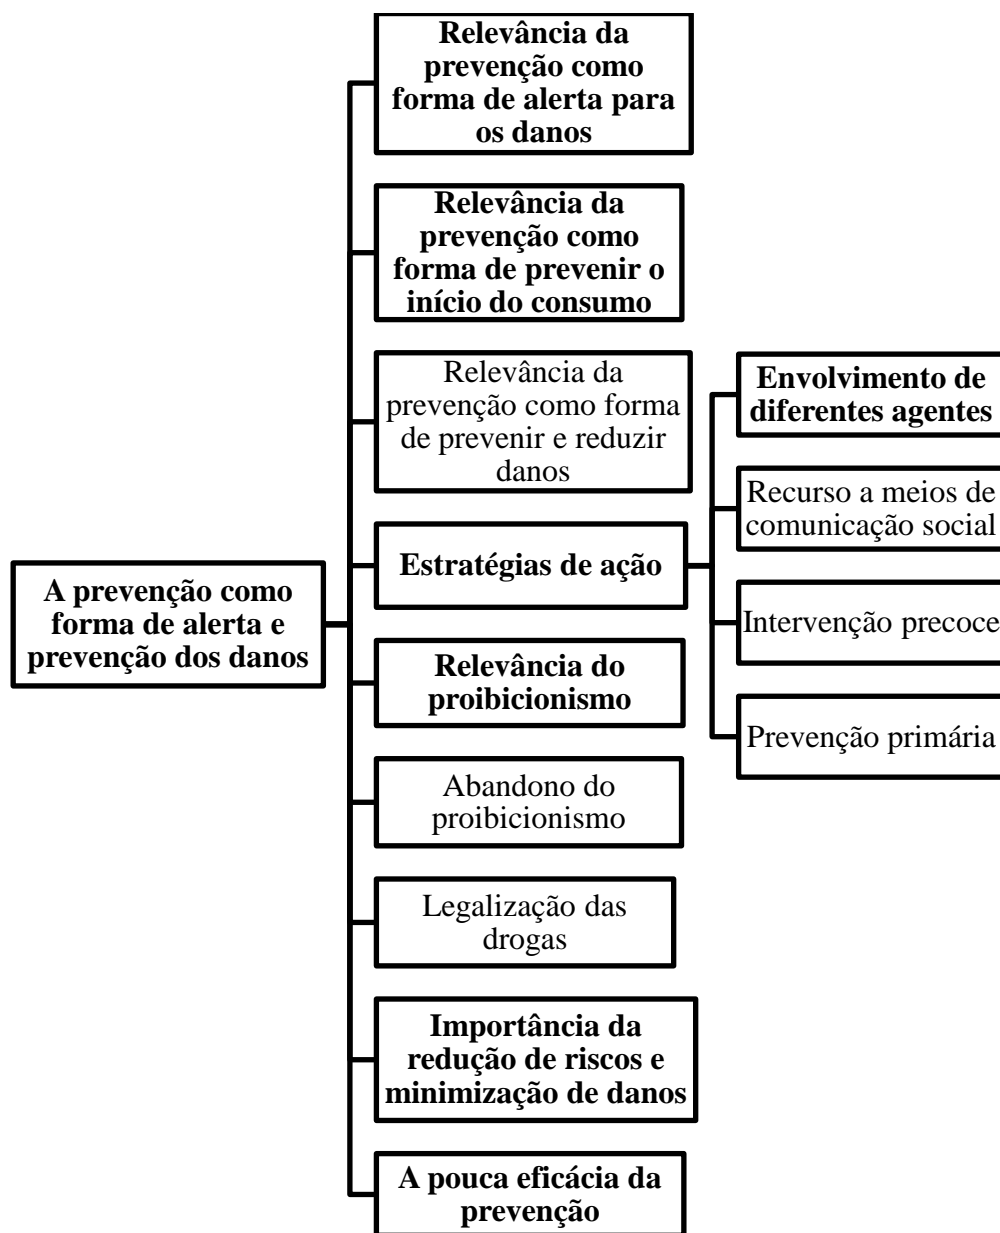 Relevância da
prevenção como
forma de alerta para
os danos
Relevância da
prevenção como
forma de prevenir o
início do consumo
Relevância da
prevenção como forma
de prevenir e reduzir
danos
Estratégias de ação
Envolvimento de
diferentes agentes
Recurso a meios de
comunicação social
Intervenção precoce
Prevenção primária
A prevenção como
forma de alerta e
prevenção dos danos
Relevância do
proibicionismo
Abandono do
proibicionismo
Legalização das
drogas
Importância da
redução de riscos e
minimização de danos
A pouca eficácia da
prevenção